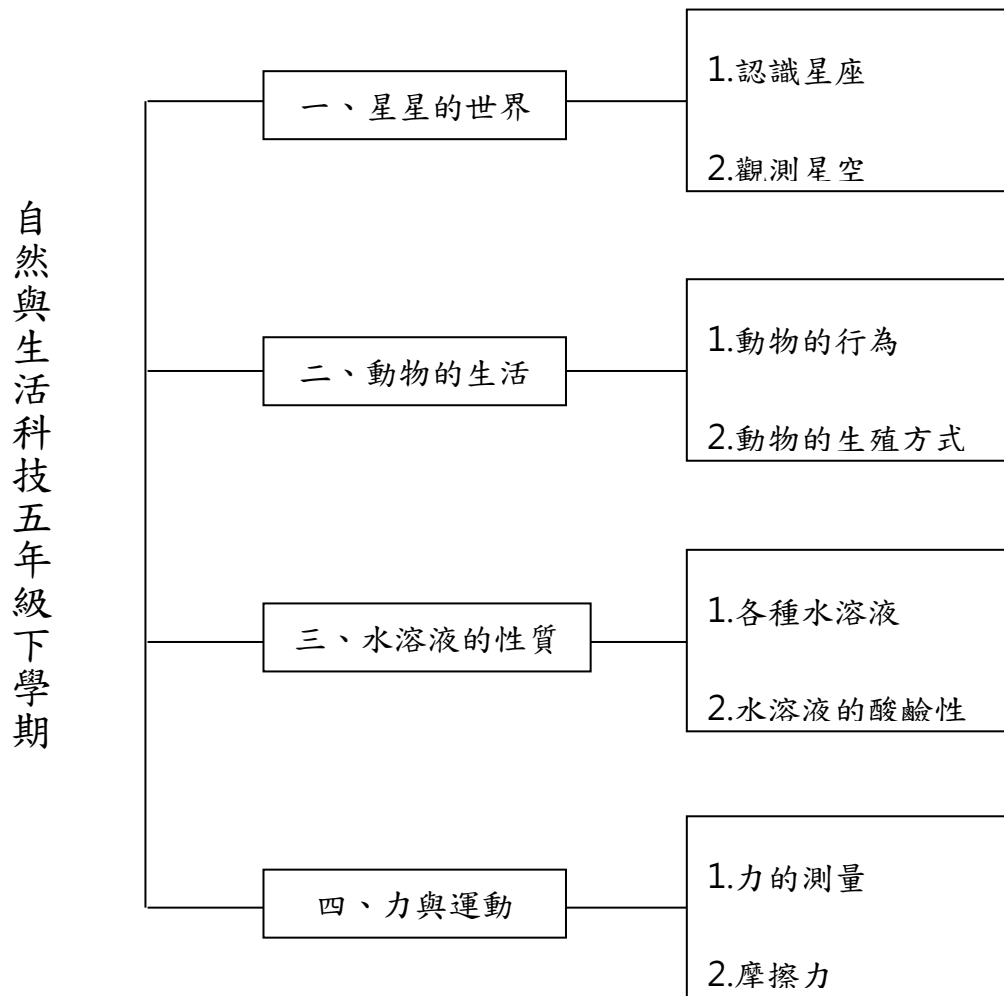 自然與生活科技五年級下學期
一、星星的世界
1.認識星座
2.觀測星空
二、動物的生活
1.動物的行為
2.動物的生殖方式
三、水溶液的性質
1.各種水溶液
2.水溶液的酸鹼性
四、力與運動
1.力的測量
2.摩擦力